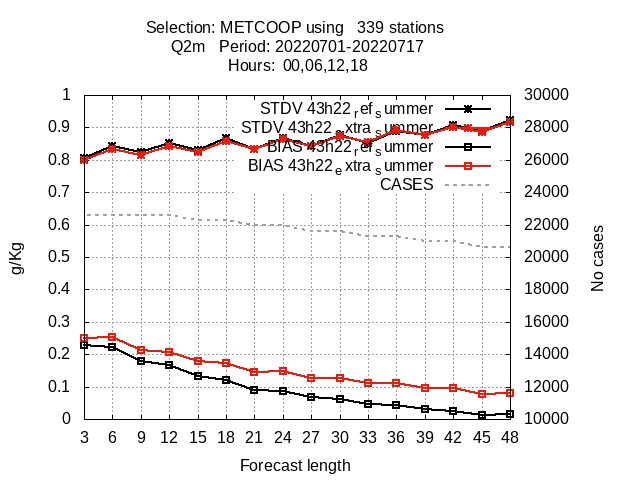 Selection: METCOOP using   339 stations
Q2m   Period: 20220701-20220717
Hours:  00,06,12,18
STDV 43h22_ref_summer
STDV 43h22_extra_summer
BIAS 43h22_ref_summer
BIAS 43h22_extra_summer
CASES
1
0.9
0.8
0.7
0.6
0.5
0.4
0.3
0.2
0.1
0
g/Kg
30000
28000
26000
24000
22000
20000
18000
16000
14000
12000
10000
No cases
3 6 9 12 15 18 21 24 27 30 33 36 39 42 45 48
Forecast length